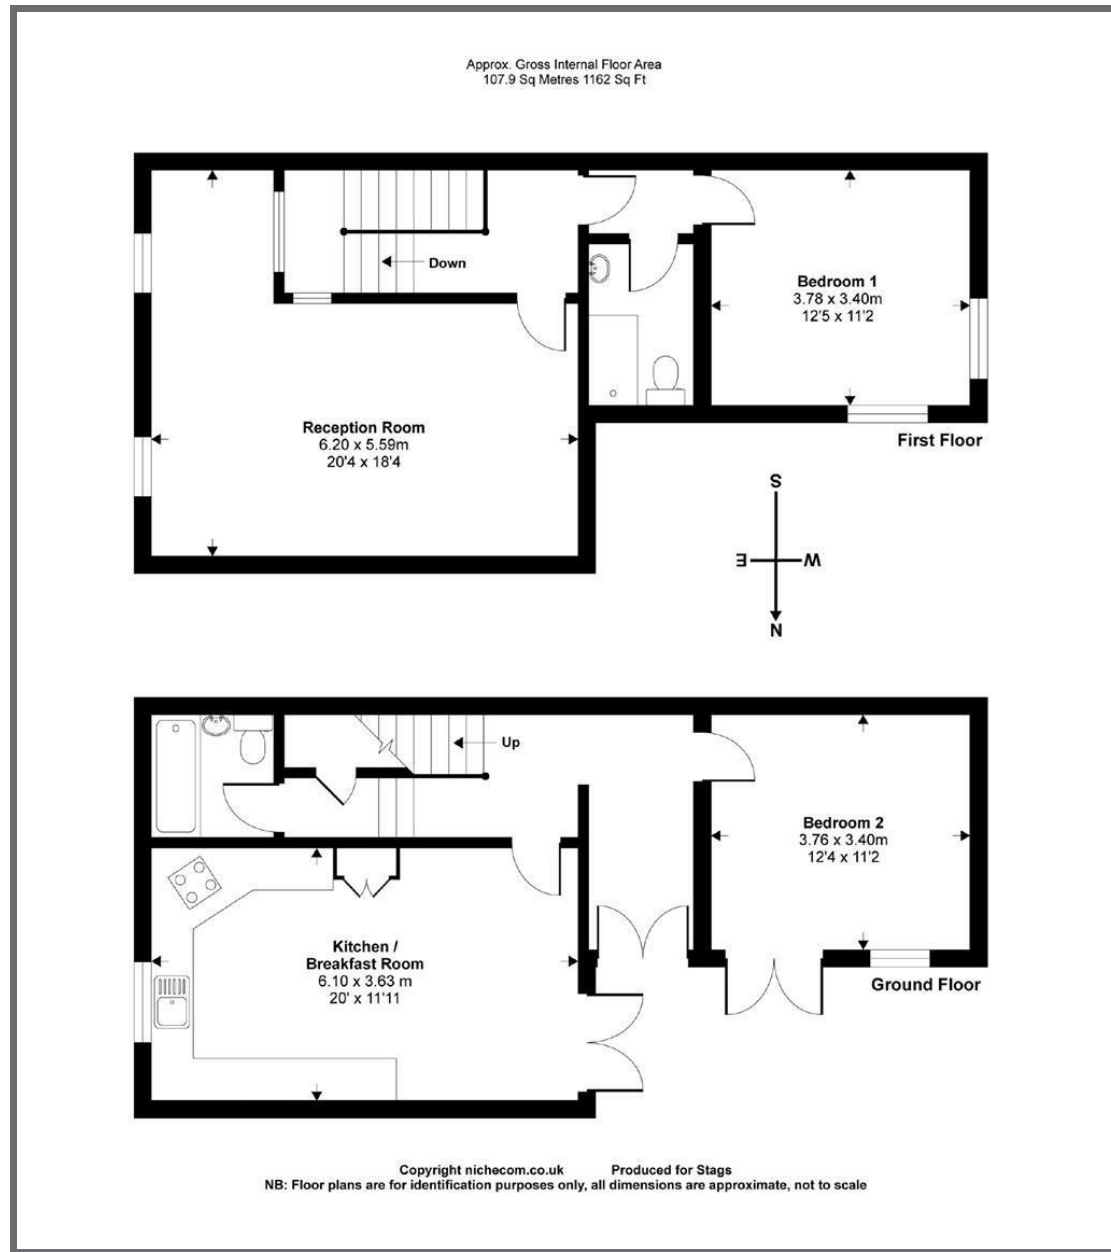 Approx. Gross Internal Floor Area
107.9 Sq Metres 1162 Sq Ft
Down
Bedroom 1
3.78 x 3.40m
12'5 x 11'2
Reception Room
6.20 x 5.59m
20'4 x 18'4
First Floor
S
E
W
N
Up
Bedroom 2
3.76 x 3.40m
12'4 x 11'2
Kitchen /
Breakfast Room
6.10 x 3.63 m
20' x 11'11
Ground Floor
Copyright nichecom.co.uk Produced for Stags
NB: Floor plans are for identification purposes only, all dimensions are approximate, not to scale